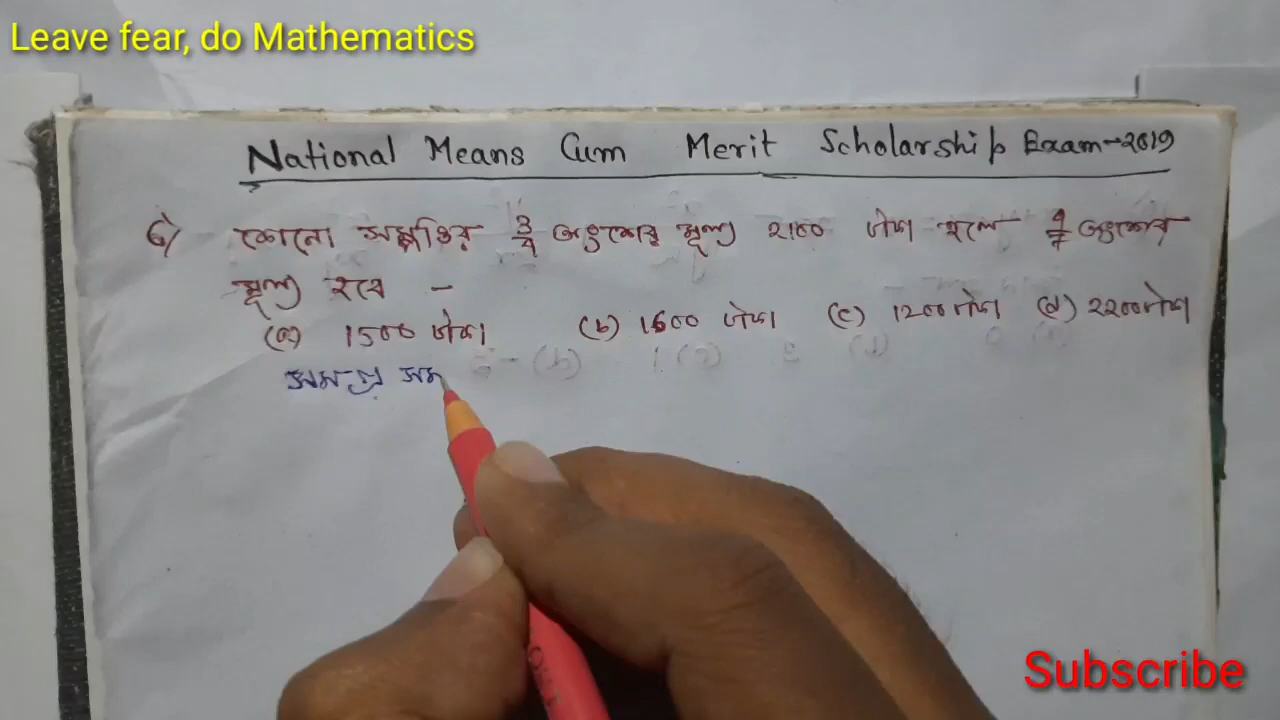 Leave fear, do Mathematics
National Means Cum Merit Scholarship Exam-2019
6) কোনো সম্পত্তির 3/4 অংশের মূল্য 2100 টাকা হলে 4/7 অংশের
মূল্য হবে –
(a) 1500 টাকা (b) 1600 টাকা (c) 1200 টাকা (d) 2200 টাকা
সমগ্র সম
Subscribe